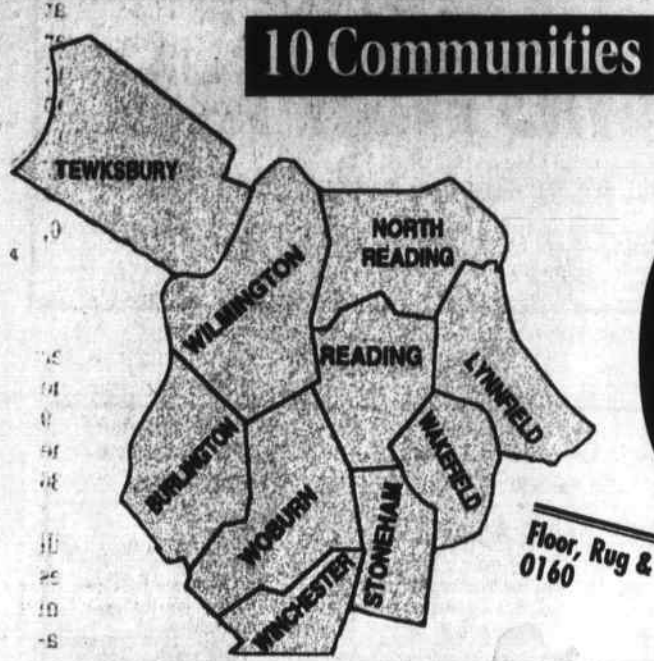 10 Communities
TEWKSBURY
NORTH
READING
WILMINGTON
READING
LYNNFIELD
BURLINGTON
WAKEFIELD
WOBURN
STONEHAM
WINCHESTER
Floor, Rug &
0160